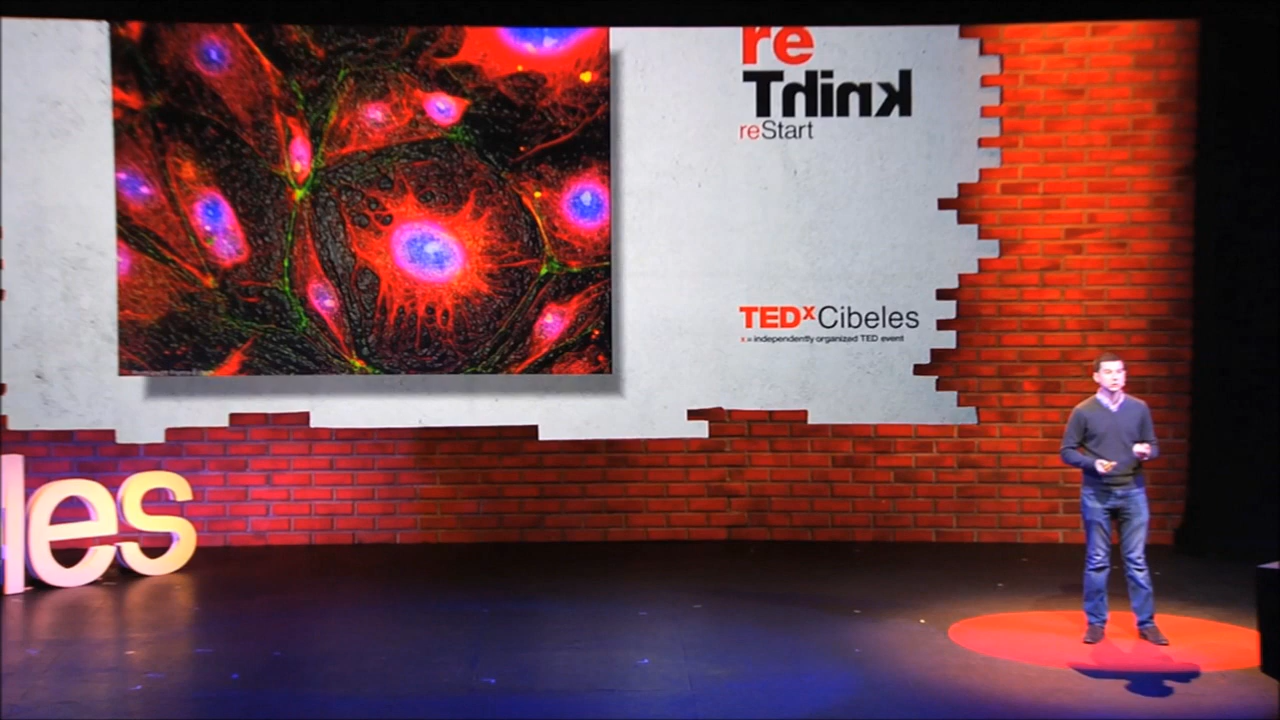 re
Think
reStart
TEDxCibeles
x = independently organized TED event
les